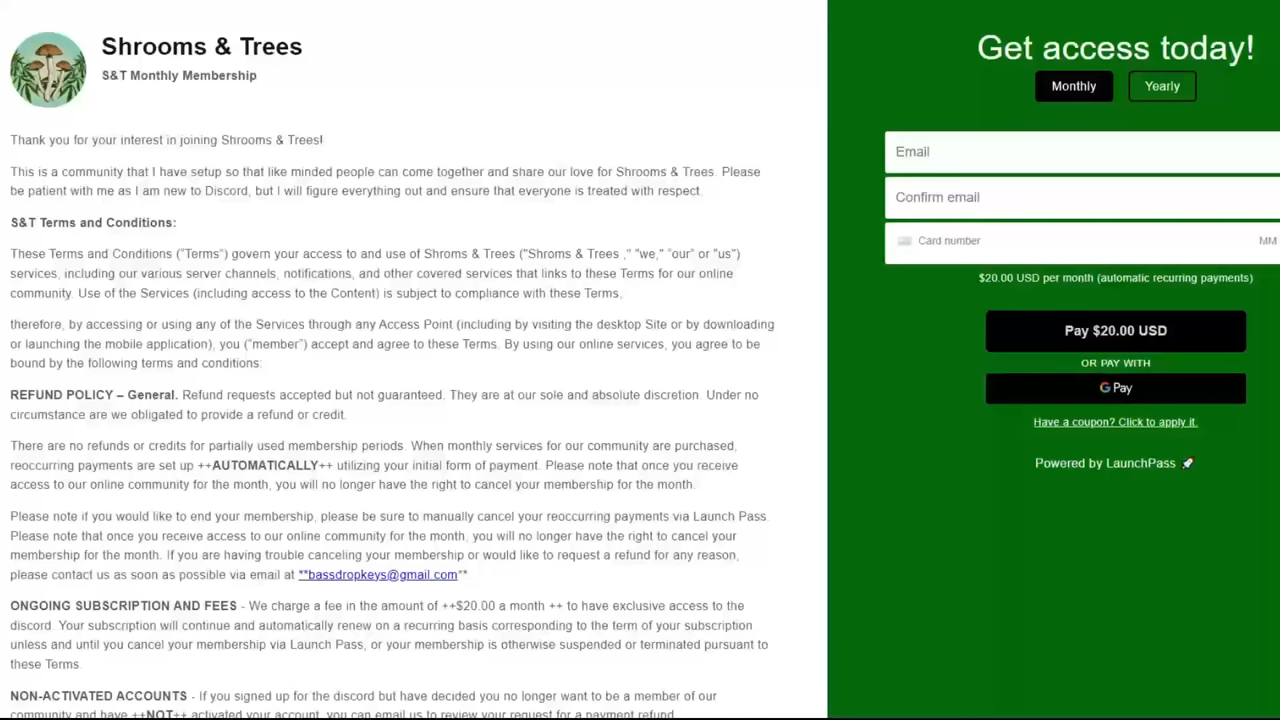 Shrooms & Trees
S&T Monthly Membership
Thank you for your interest in joining Shrooms & Trees!
This is a community that I have setup so that like minded people can come together and share our love for Shrooms & Trees. Please
be patient with me as I am new to Discord, but I will figure everything out and ensure that everyone is treated with respect.
S&T Terms and Conditions:
These Terms and Conditions ("Terms") govern your access to and use of Shroms & Trees ("Shroms & Trees ," "we," "our" or "us")
services, including our various server channels, notifications, and other covered services that links to these Terms for our online
community. Use of the Services (including access to the Content) is subject to compliance with these Terms,
therefore, by accessing or using any of the Services through any Access Point (including by visiting the desktop Site or by downloading
or launching the mobile application), you ("member") accept and agree to these Terms. By using our online services, you agree to be
bound by the following terms and conditions:
REFUND POLICY – General. Refund requests accepted but not guaranteed. They are at our sole and absolute discretion. Under no
circumstance are we obligated to provide a refund or credit.
There are no refunds or credits for partially used membership periods. When monthly services for our community are purchased,
reoccurring payments are set up ++AUTOMATICALLY++ utilizing your initial form of payment. Please note that once you receive
access to our online community for the month, you will no longer have the right to cancel your membership for the month.
Please note if you would like to end your membership, please be sure to manually cancel your reoccurring payments via Launch Pass.
Please note that once you receive access to our online community for the month, you will no longer have the right to cancel your
membership for the month. If you are having trouble canceling your membership or would like to request a refund for any reason,
please contact us as soon as possible via email at **bassdropkeys@gmail.com**
ONGOING SUBSCRIPTION AND FEES - We charge a fee in the amount of ++$20.00 a month ++ to have exclusive access to the
discord. Your subscription will continue and automatically renew on a recurring basis corresponding to the term of your subscription
unless and until you cancel your membership via Launch Pass, or your membership is otherwise suspended or terminated pursuant to
these Terms.
NON-ACTIVATED ACCOUNTS - If you signed up for the discord but have decided you no longer want to be a member of our
community and have ++NOT++ activated your account, you can email us to review your request for a payment refund.
Get access today!
Monthly
Yearly
Email
Confirm email
Card number
MM
$20.00 USD per month (automatic recurring payments)
Pay $20.00 USD
OR PAY WITH
G Pay
Have a coupon? Click to apply it.
Powered by LaunchPass 🚀